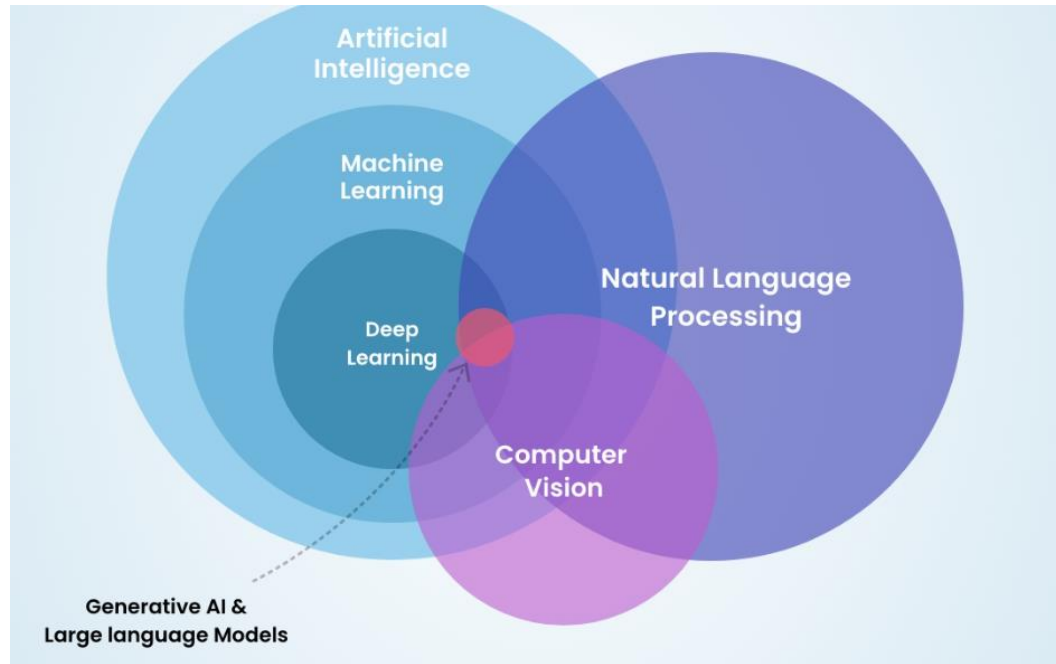 Artificial
Intelligence
Machine
Learning
Natural Language
Processing
Deep
Learning
Computer
Vision
Generative AI &
Large language Models